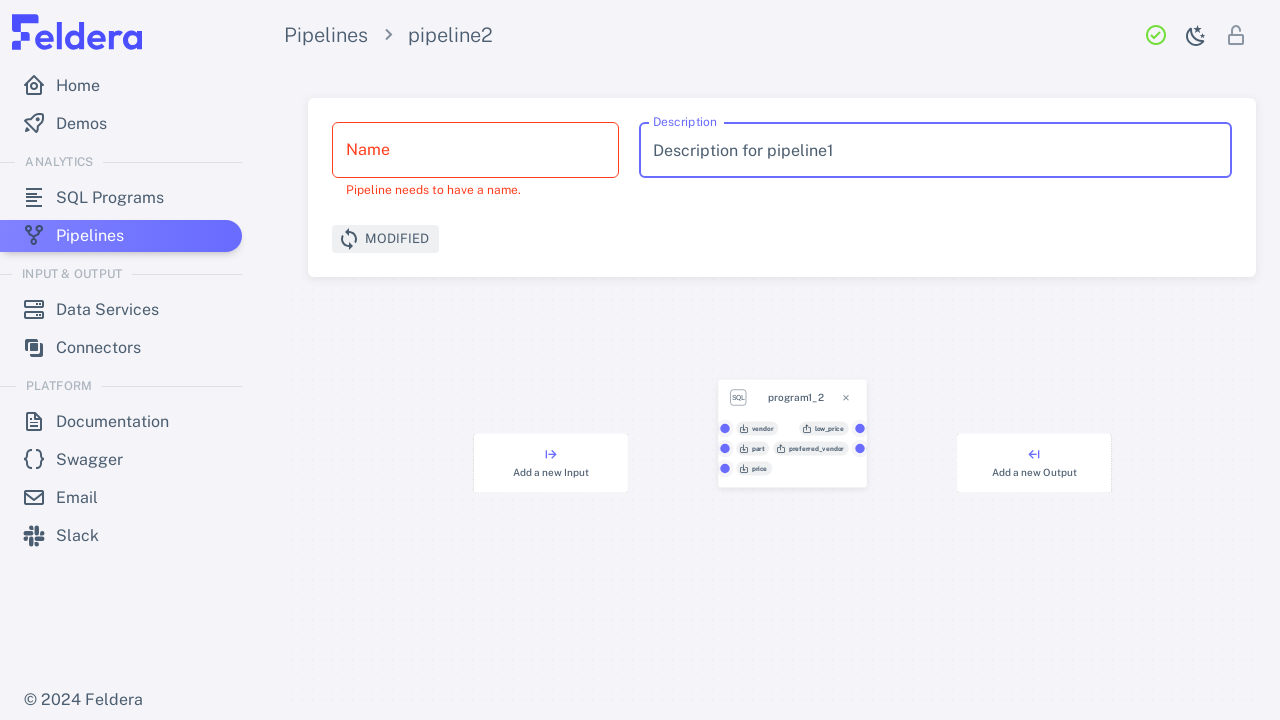 Feldera
Pipelines
pipeline2
Home
Demos
ANALYTICS
SQL Programs
Pipelines
INPUT & OUTPUT
Data Services
Connectors
PLATFORM
Documentation
Swagger
Email
Slack
© 2024 Feldera
Name
Pipeline needs to have a name.
Description
Description for pipeline1
MODIFIED
Add a new Input
SQL
program1_2
vendor
low_price
part
preferred_vendor
price
Add a new Output